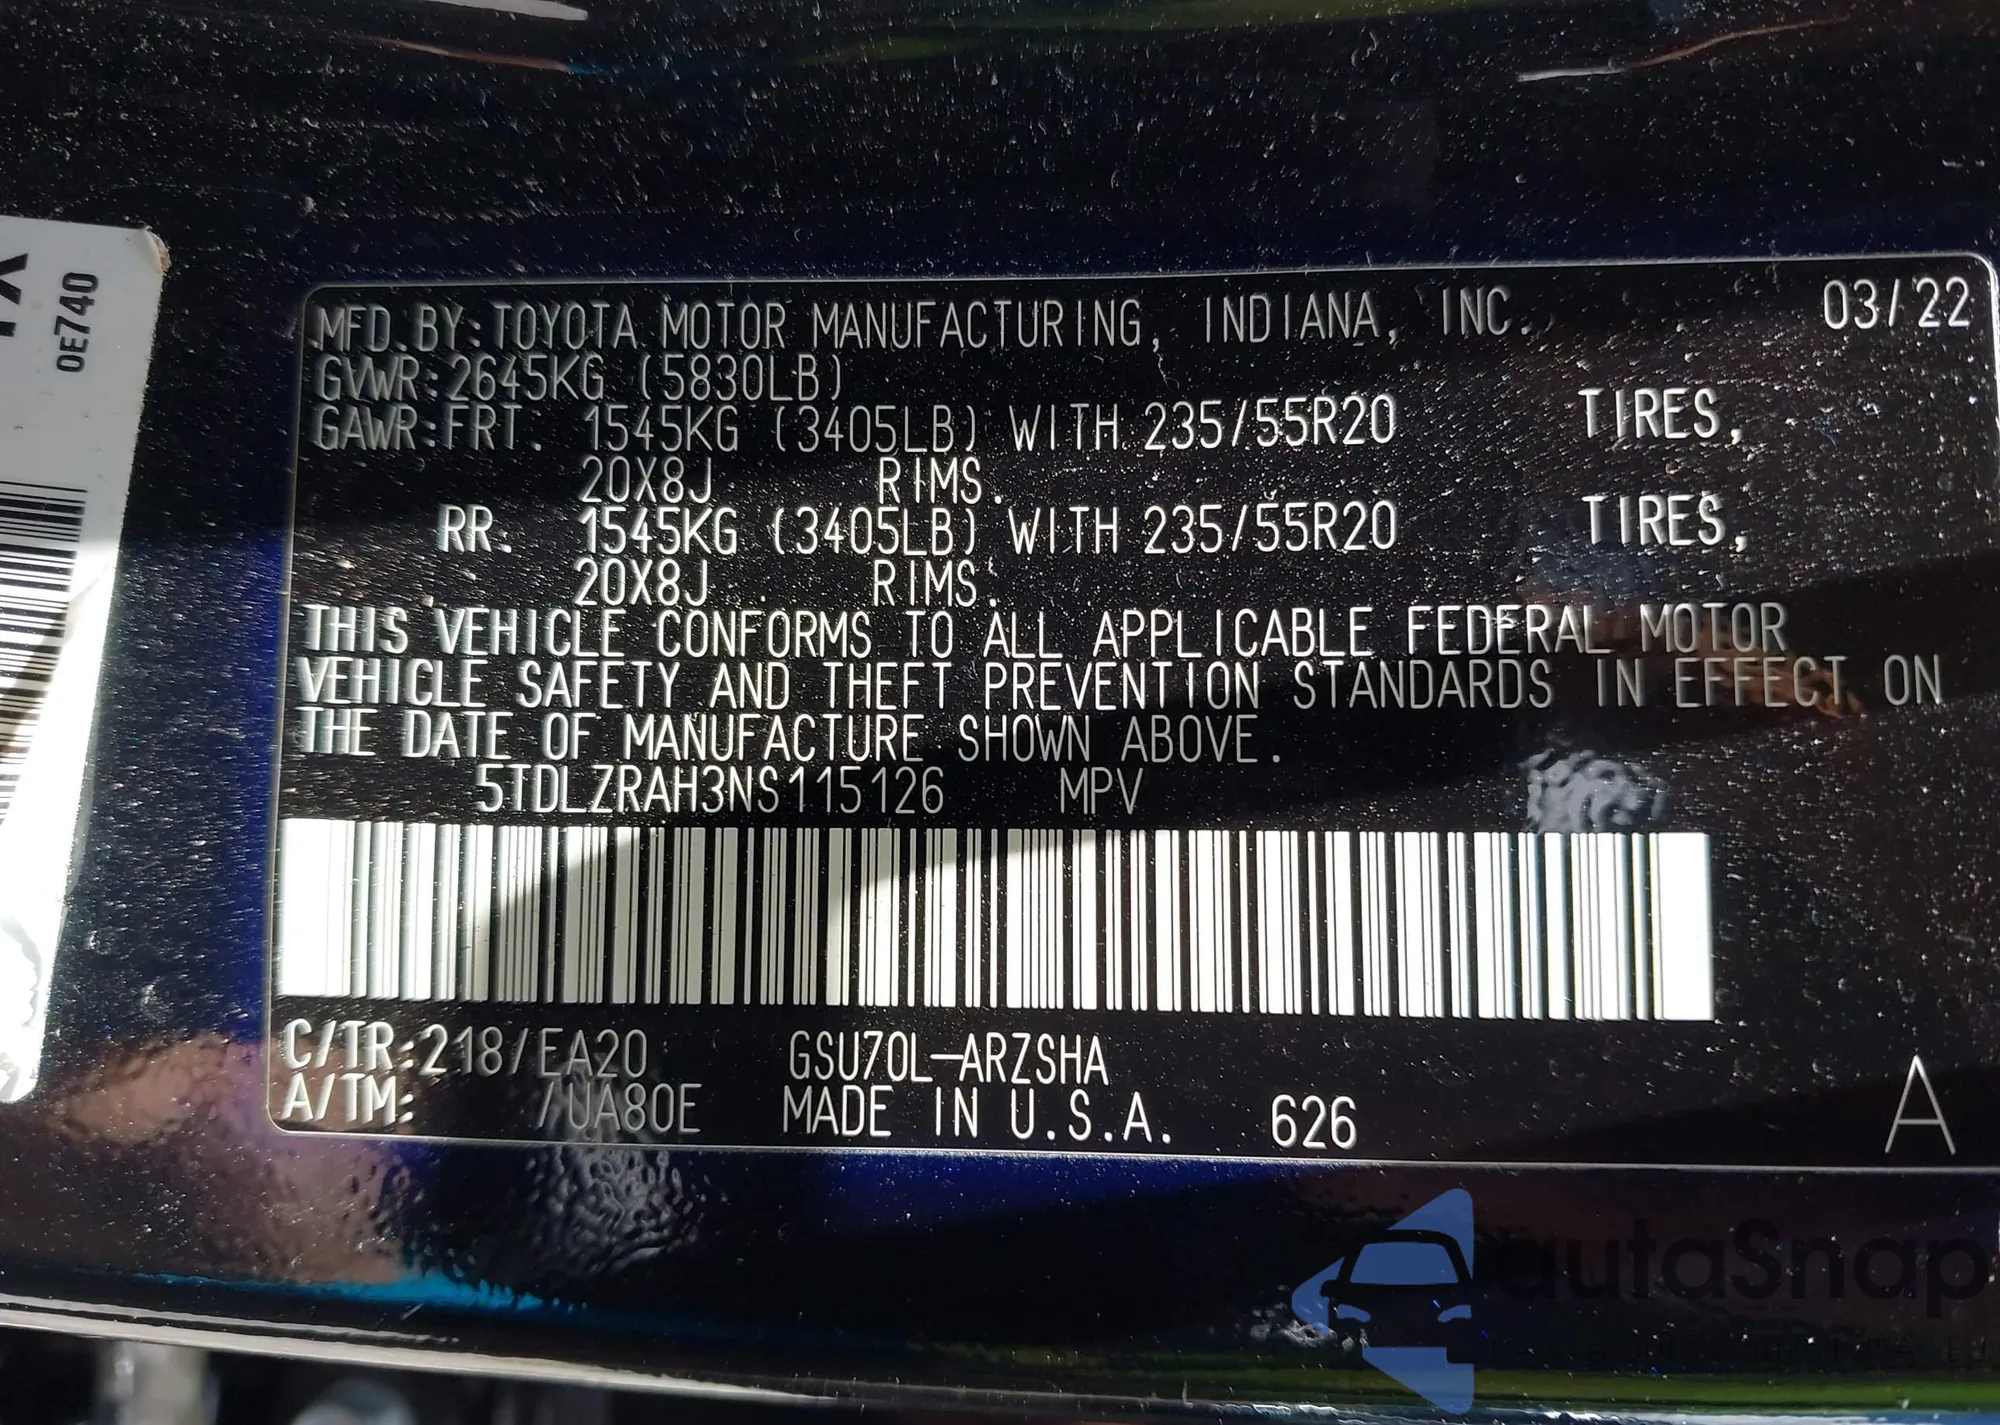 0E740
MFD.BY:TOYOTA MOTOR MANUFACTURING, INDIANA, INC. 03/22
GVWR:2645KG (5830LB)
GAWR:FRT. 1545KG (3405LB) WITH 235/55R20 TIRES,
20X8J RIMS.
RR. 1545KG (3405LB) WITH 235/55R20 TIRES,
20X8J RIMS.
THIS VEHICLE CONFORMS TO ALL APPLICABLE FEDERAL MOTOR
VEHICLE SAFETY AND THEFT PREVENTION STANDARDS IN EFFECT ON
THE DATE OF MANUFACTURE SHOWN ABOVE.
5TDLZRAH3NS115126 MPV
C/TR:218/EA20 GSU70L-ARZSHA
A/TM: /UA80E MADE IN U.S.A. 626 A
autaSnap